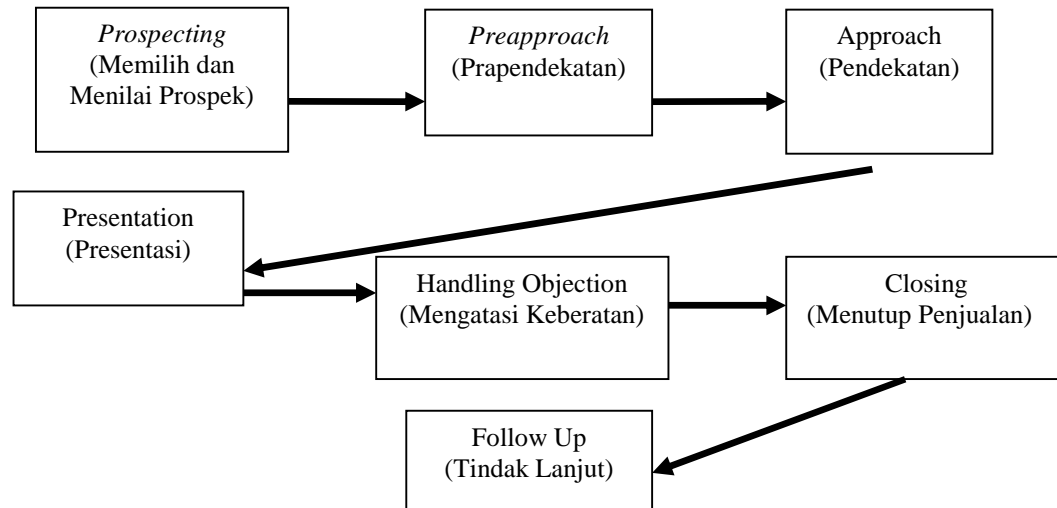 Prospecting
(Memilih dan
Menilai Prospek)
Preapproach
(Prapendekatan)
Approach
(Pendekatan)
Presentation
(Presentasi)
Handling Objection
(Mengatasi Keberatan)
Closing
(Menutup Penjualan)
Follow Up
(Tindak Lanjut)